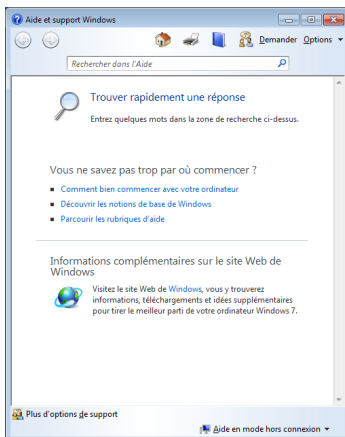 Aide et support Windows
Demander Options
Rechercher dans l'Aide
Trouver rapidement une réponse
Entrez quelques mots dans la zone de recherche ci-dessus.
Vous ne savez pas trop par où commencer ?
Comment bien commencer avec votre ordinateur
Découvrir les notions de base de Windows
Parcourir les rubriques d'aide
Informations complémentaires sur le site Web de
Windows
Visitez le site Web de Windows, vous y trouverez
informations, téléchargements et idées supplémentaires
pour tirer le meilleur parti de votre ordinateur Windows 7.
Plus d'options de support
Aide en mode hors connexion